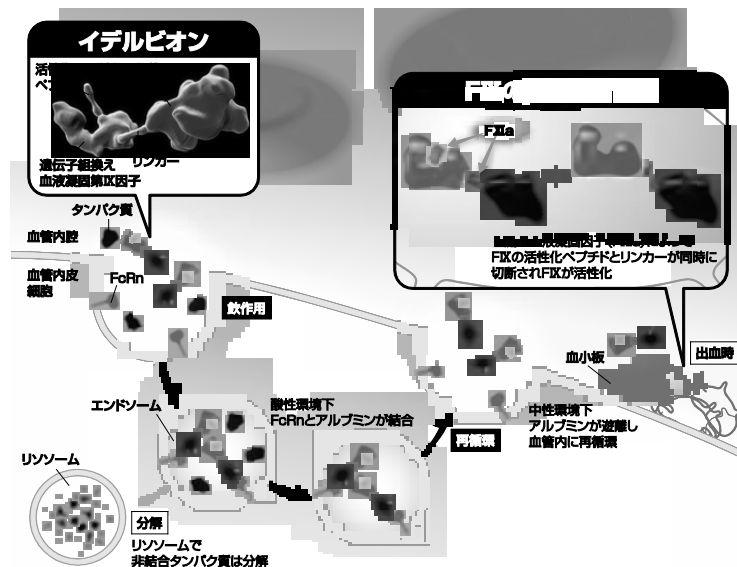 イデルビオン
リンカー
遺伝子組換え
血液凝固第Ⅸ因子
FⅪa
FⅨの活性化ペプチドとリンカーが同時に
切断されFⅨが活性化
タンパク質
血管内腔
血管内皮
細胞
FcRn
飲作用
血小板
出血時
エンドソーム
酸性環境下
FcRnとアルブミンが結合
再循環
中性環境下
アルブミンが遊離し
血管内に再循環
リソソーム
分解
リソソームで
非結合タンパク質は分解